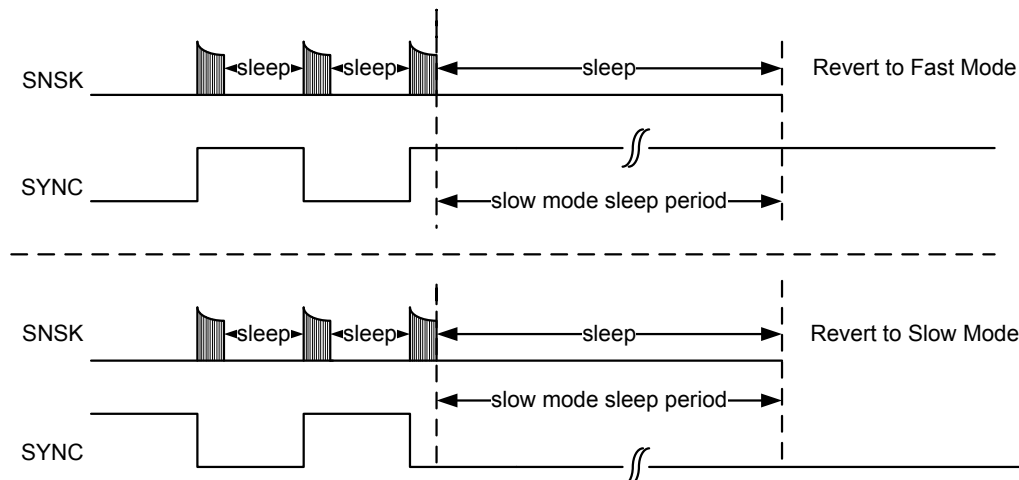 sleep sleep sleep Revert to Fast Mode
SNSK
SYNC
slow mode sleep period
sleep sleep sleep Revert to Slow Mode
SNSK
slow mode sleep period
SYNC